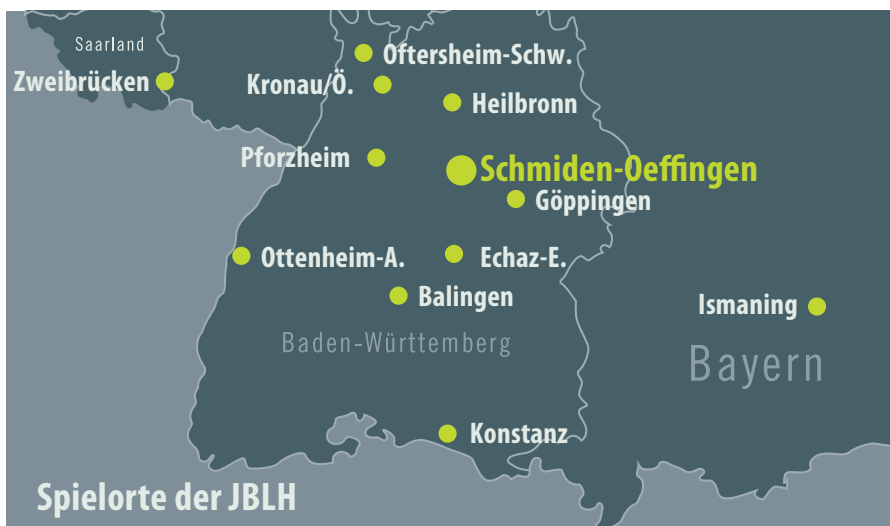 Saarland
Oftersheim-Schw.
Zweibrücken
Kronau/Ö.
Heilbronn
Pforzheim
Schmiden-Oeffingen
Göppingen
Ottenheim-A.
Echaz-E.
Balingen
Ismaning
Baden-Württemberg
Bayern
Konstanz
Spielorte der JBLH